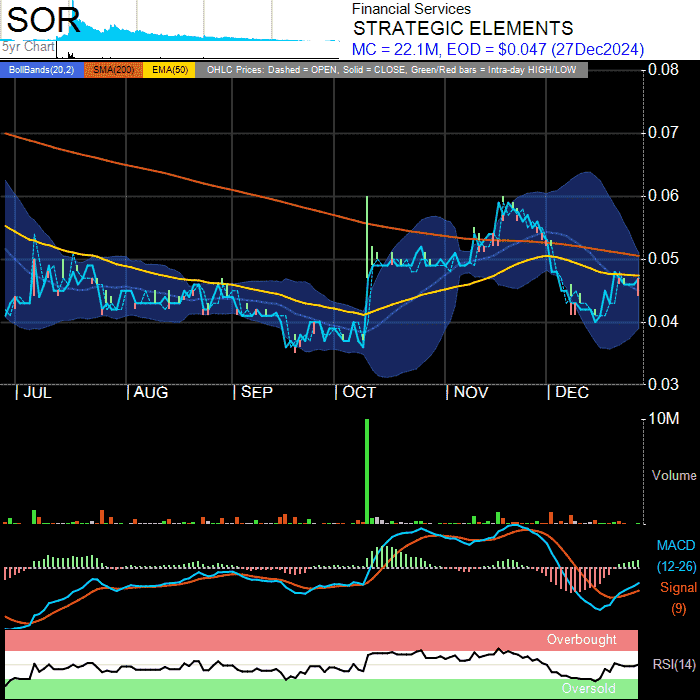 SOR
5yr Chart
Financial Services
STRATEGIC ELEMENTS
MC = 22.1M, EOD = $0.047 (27Dec2024)
BollBands(20,2) SMA(200) EMA(50) OHLC Prices: Dashed = OPEN, Solid = CLOSE, Green/Red bars = Intra-day HIGH/LOW
0.08
0.07
0.06
0.05
0.04
0.03
JUL AUG SEP OCT NOV DEC
10M
Volume
MACD
(12-26)
Signal
(9)
Overbought
RSI(14)
Oversold